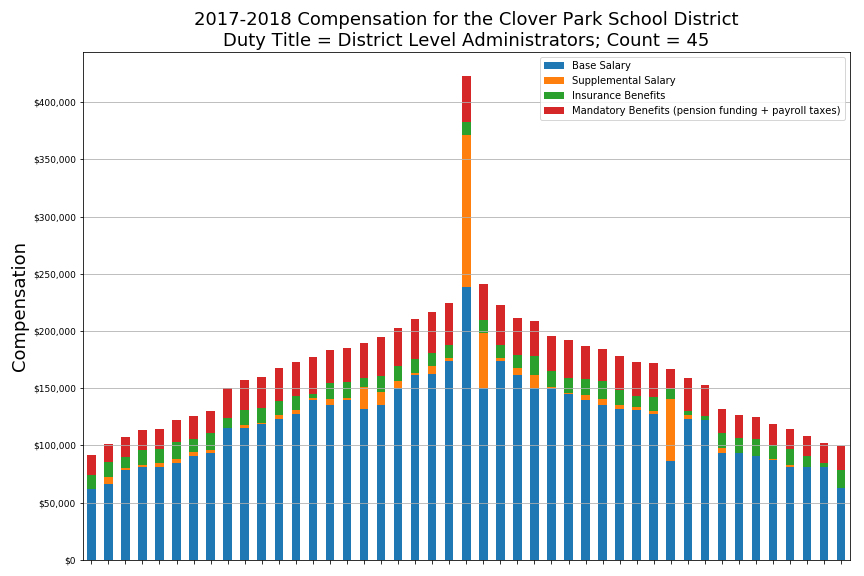 2017-2018 Compensation for the Clover Park School District
Duty Title = District Level Administrators; Count = 45
Base Salary
Supplemental Salary
Insurance Benefits
Mandatory Benefits (pension funding + payroll taxes)
$400,000
$350,000
$300,000
$250,000
$200,000
$150,000
$100,000
$50,000
$0
Compensation